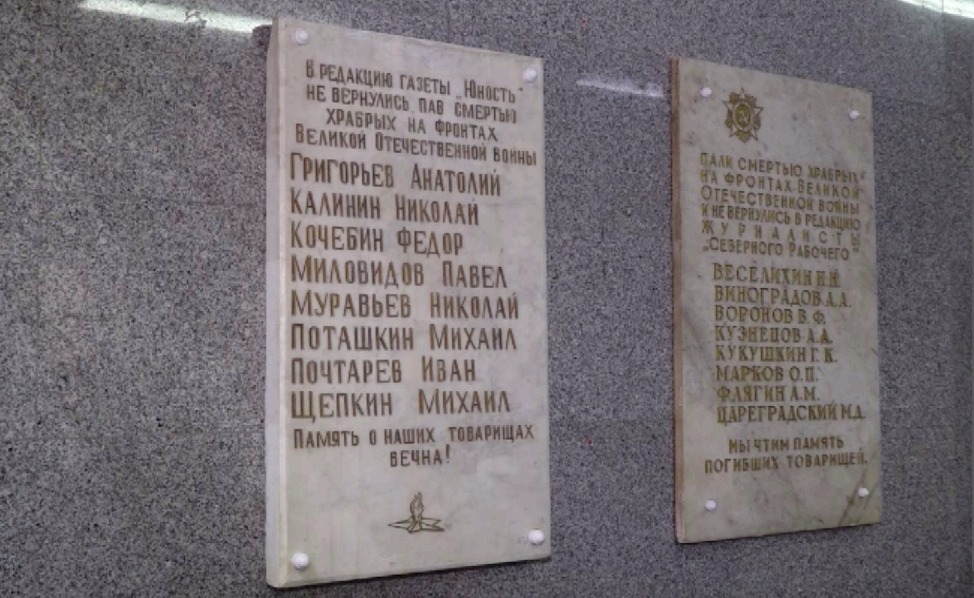 В РЕДАКЦИЮ ГАЗЕТЫ „ЮНОСТЬ"
НЕ ВЕРНУЛИСЬ ПАВ СМЕРТЬЮ
ХРАБРЫХ НА ФРОНТАХ
ВЕЛИКОЙ ОТЕЧЕСТВЕННОЙ ВОЙНЫ
ГРИГОРЬЕВ АНАТОЛИЙ
КАЛИНИН НИКОЛАЙ
КОЧЕБИН ФЕДОР
МИЛОВИДОВ ПАВЕЛ
МУРАВЬЕВ НИКОЛАЙ
ПОТАШКИН МИХАИЛ
ПОЧТАРЕВ ИВАН
ЩЕПКИН МИХАИЛ
ПАМЯТЬ О НАШИХ ТОВАРИЩАХ
ВЕЧНА!
ПАЛИ СМЕРТЬЮ ХРАБРЫХ
НА ФРОНТАХ ВЕЛИКОЙ
ОТЕЧЕСТВЕННОЙ ВОЙНЫ
И НЕ ВЕРНУЛИСЬ В РЕДАКЦИЮ
ЖУРНАЛИСТЫ
„СЕВЕРНОГО РАБОЧЕГО"
ВЕСЕЛИХИН Н.И.
ВИНОГРАДОВ А.А.
ВОРОНОВ В.Ф.
КУЗНЕЦОВ А.А.
КУКУШКИН Г.К.
МАРКОВ О.П.
ФЛЯГИН А.М.
ЦАРЕГРАДСКИЙ М.Д.
МЫ ЧТИМ ПАМЯТЬ
ПОГИБШИХ ТОВАРИЩЕЙ.